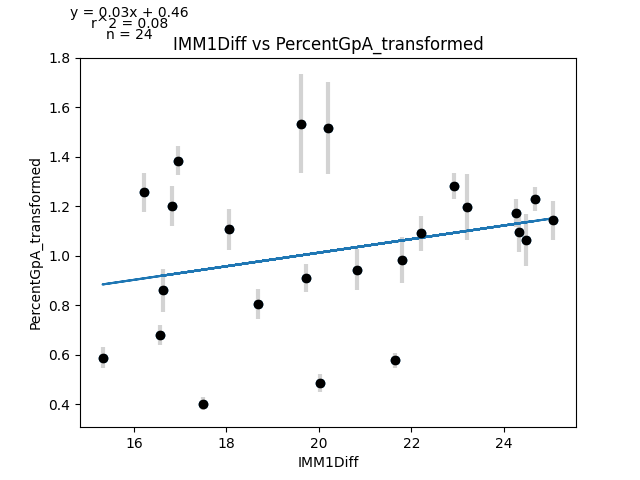 y = 0.03x + 0.46
r^2 = 0.08
n = 24
IMM1Diff vs PercentGpA_transformed
1.8
1.6
1.4
1.2
1.0
0.8
0.6
0.4
PercentGpA_transformed
16 18 20 22 24
IMM1Diff